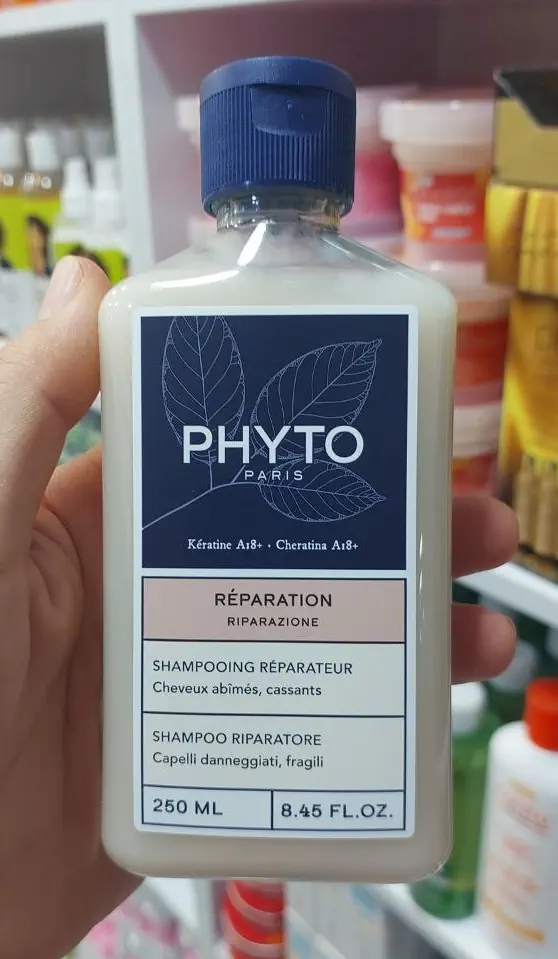 PHYTO
PARIS
Kératine A18+ • Cheratina A18+
RÉPARATION
RIPARAZIONE
SHAMPOOING RÉPARATEUR
Cheveux abîmés, cassants
SHAMPOO RIPARATORE
Capelli danneggiati, fragili
250 ML
8.45 FL.OZ.